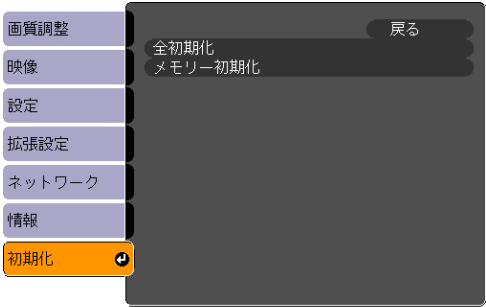 画質調整
映像
設定
拡張設定
ネットワーク
情報
初期化
戻る
全初期化
メモリー初期化